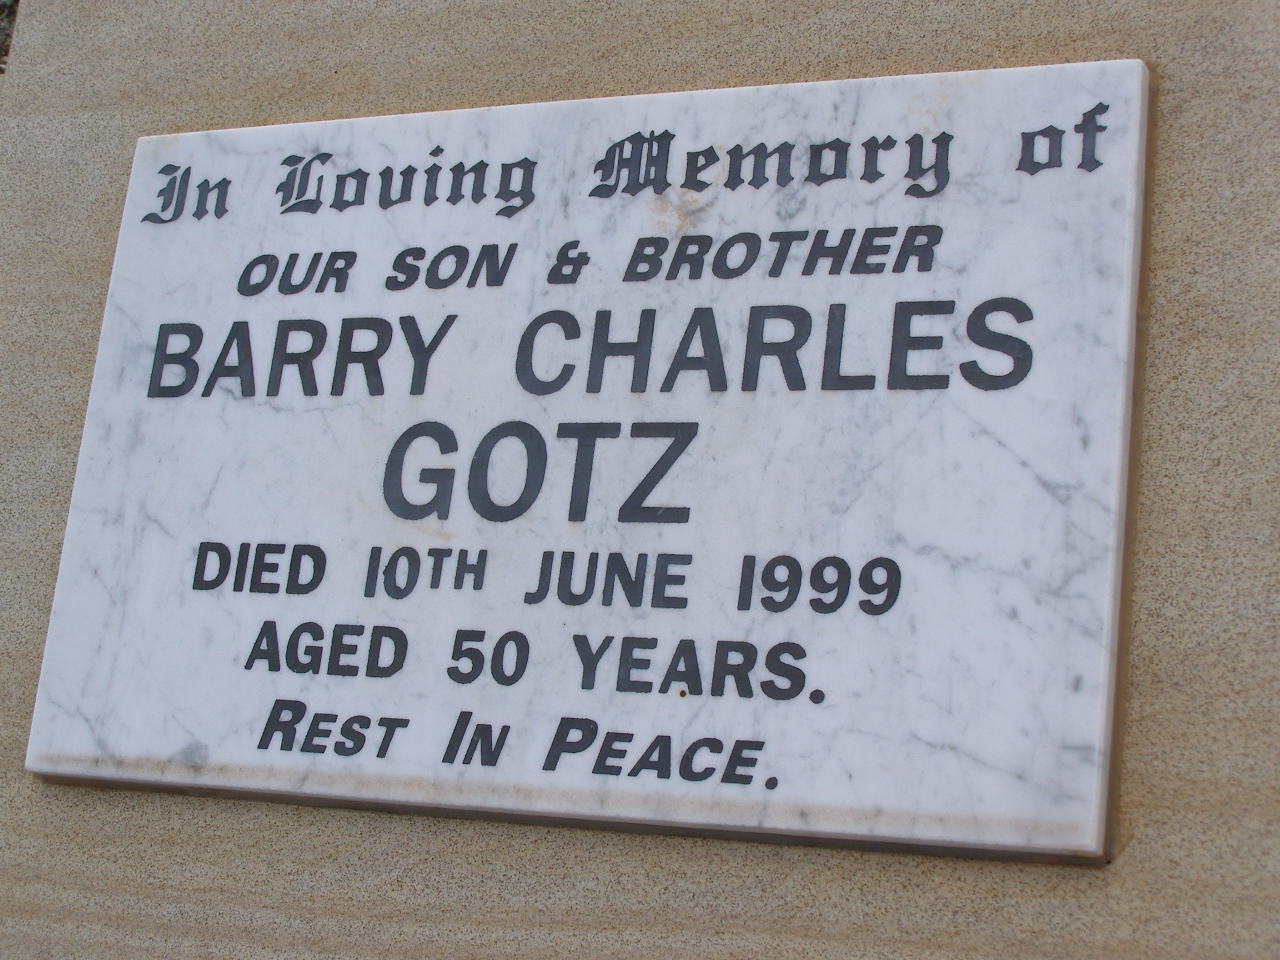 In Loving Memory of
OUR SON & BROTHER
BARRY CHARLES
GOTZ
DIED 10TH JUNE 1999
AGED 50 YEARS.
REST IN PEACE.